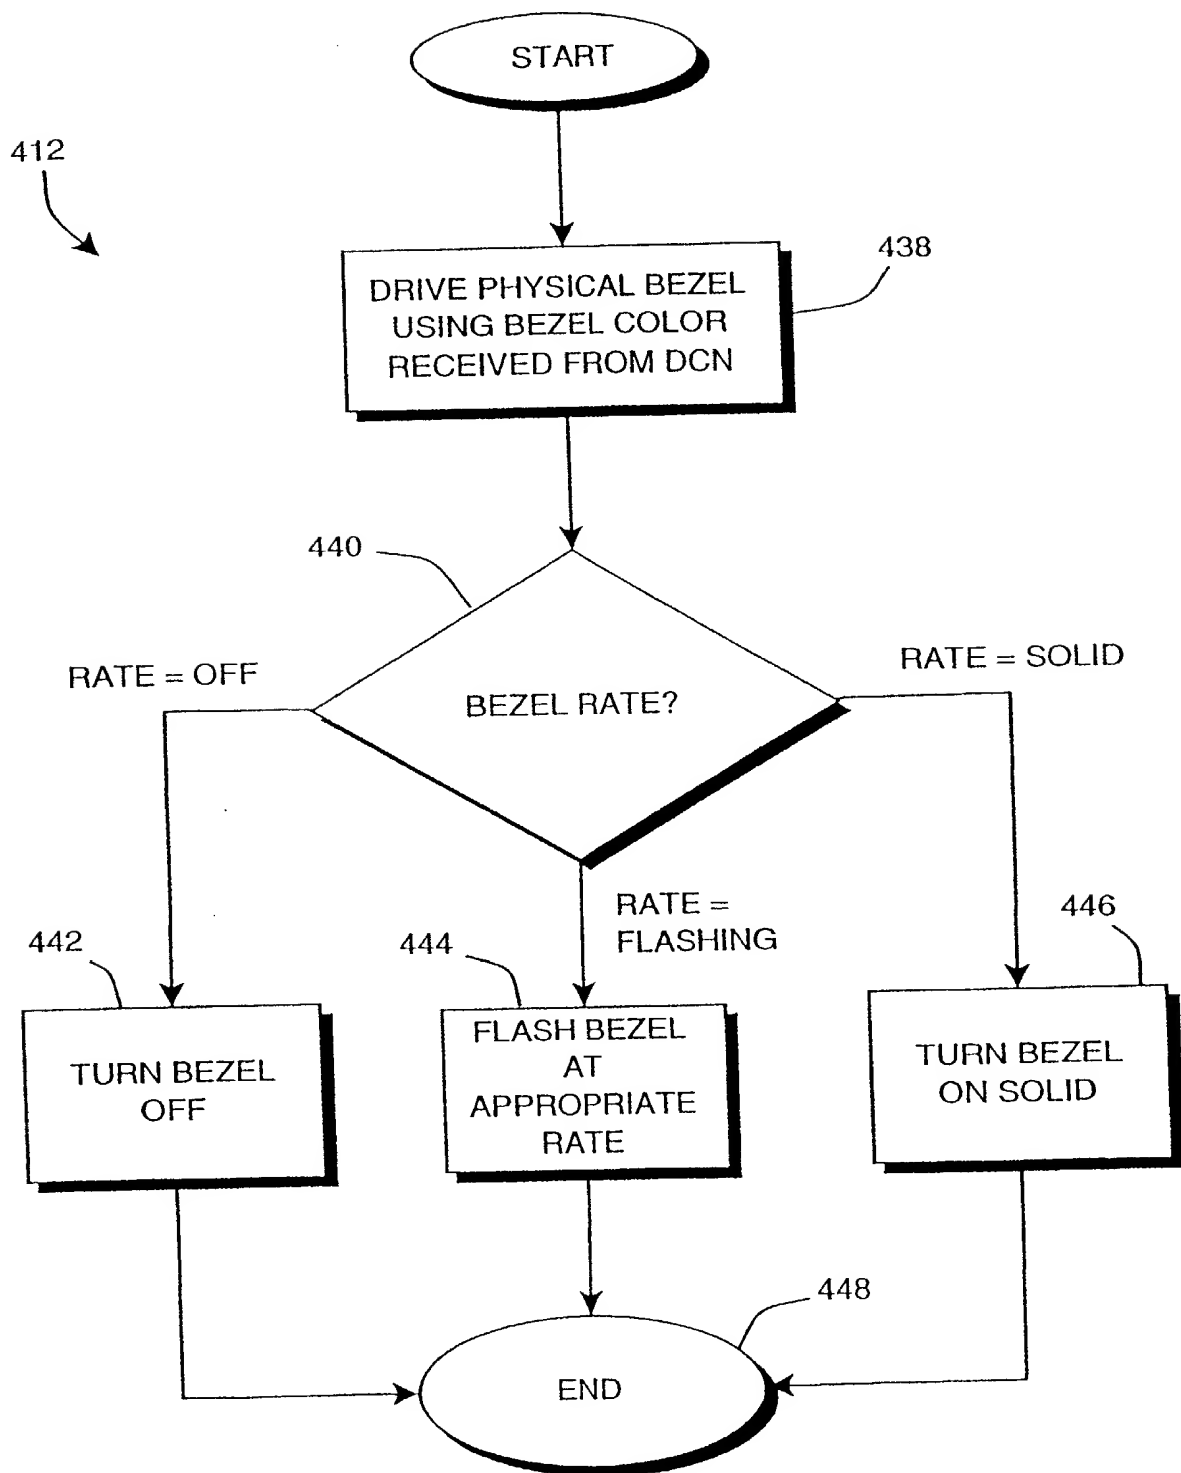 START
412
438
DRIVE PHYSICAL BEZEL
USING BEZEL COLOR
RECEIVED FROM DCN
440
RATE = OFF
RATE = SOLID
BEZEL RATE?
RATE =
FLASHING
442
444
446
TURN BEZEL
OFF
FLASH BEZEL
AT
APPROPRIATE
RATE
TURN BEZEL
ON SOLID
448
END